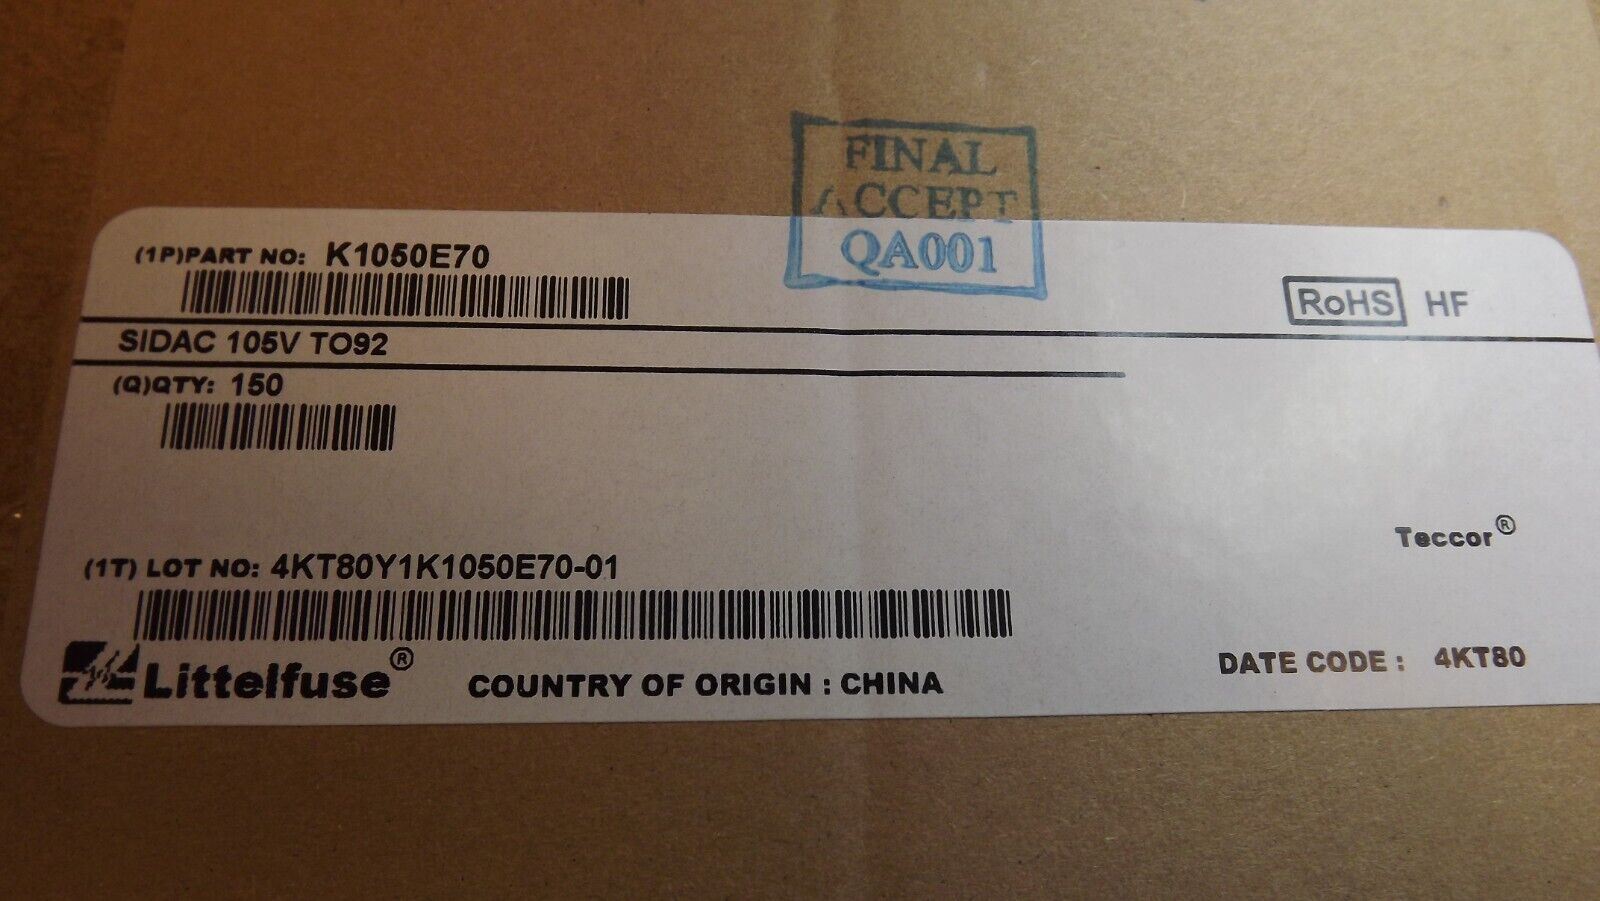 FINAL
ACCEPT
QA001
(1P)PART NO: K1050E70
RoHS HF
SIDAC 105V TO92
(Q)QTY: 150
Teccor®
(1T) LOT NO: 4KT80Y1K1050E70-01
Littelfuse® COUNTRY OF ORIGIN : CHINA
DATE CODE : 4KT80